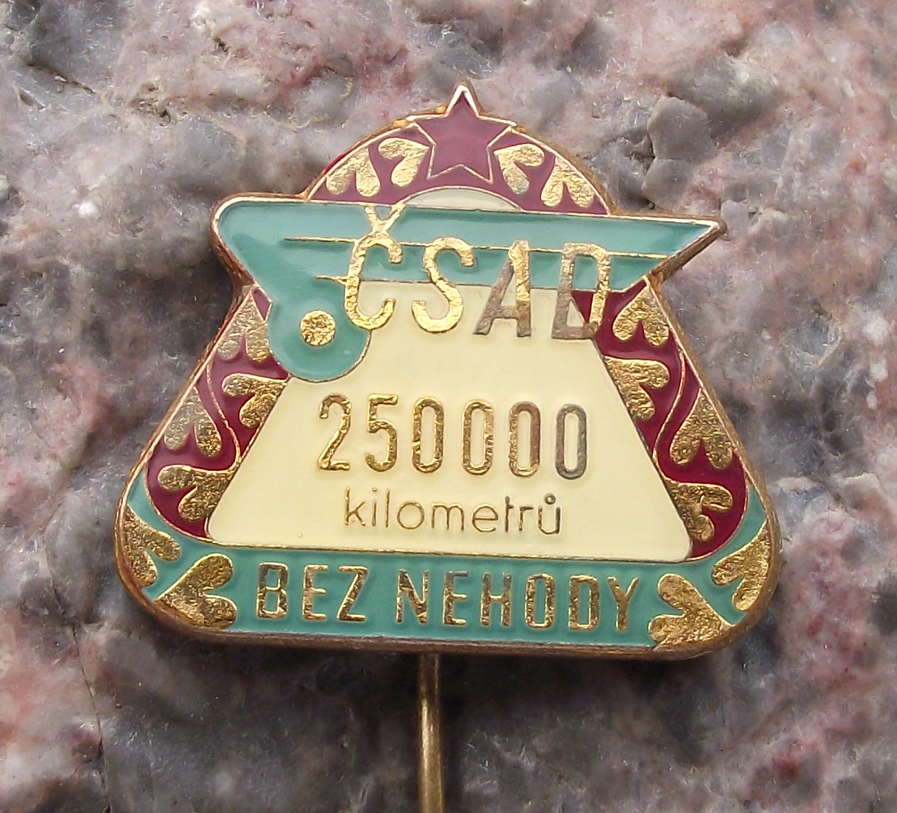 ČSAD
250000
kilometrů
BEZ NEHODY